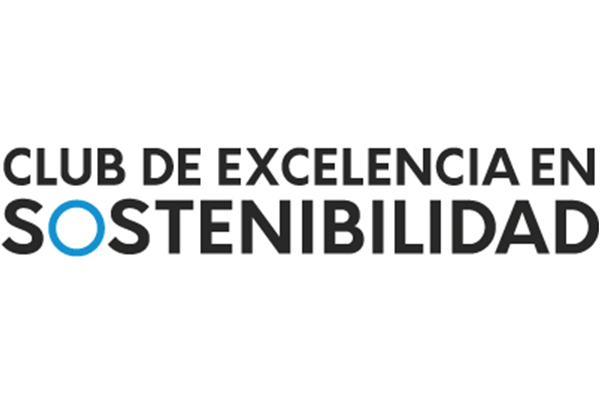 CLUB DE EXCELENCIA EN
SOSTENIBILIDAD